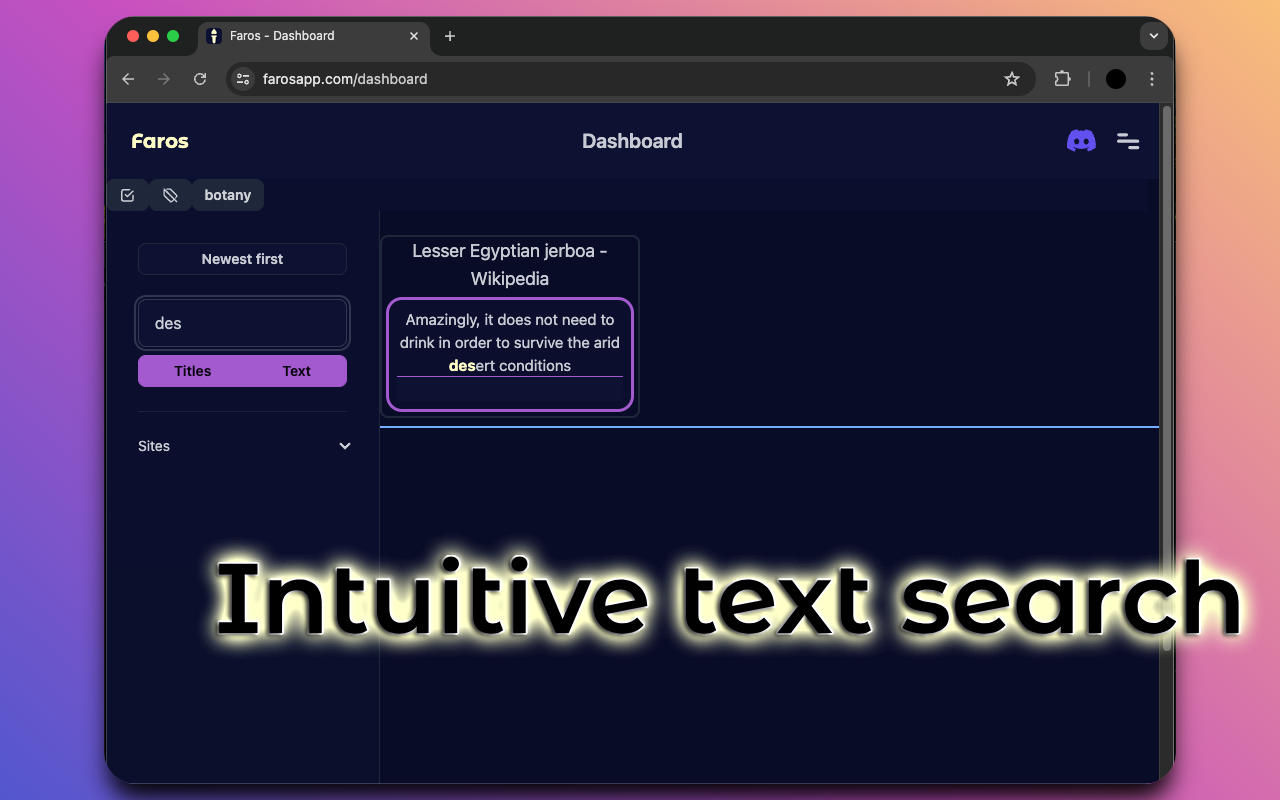 Faros - Dashboard
farosapp.com/dashboard
Faros
Dashboard
botany
Newest first
des
Titles Text
Sites
Lesser Egyptian jerboa -
Wikipedia
Amazingly, it does not need to
drink in order to survive the arid
desert conditions
Intuitive text search